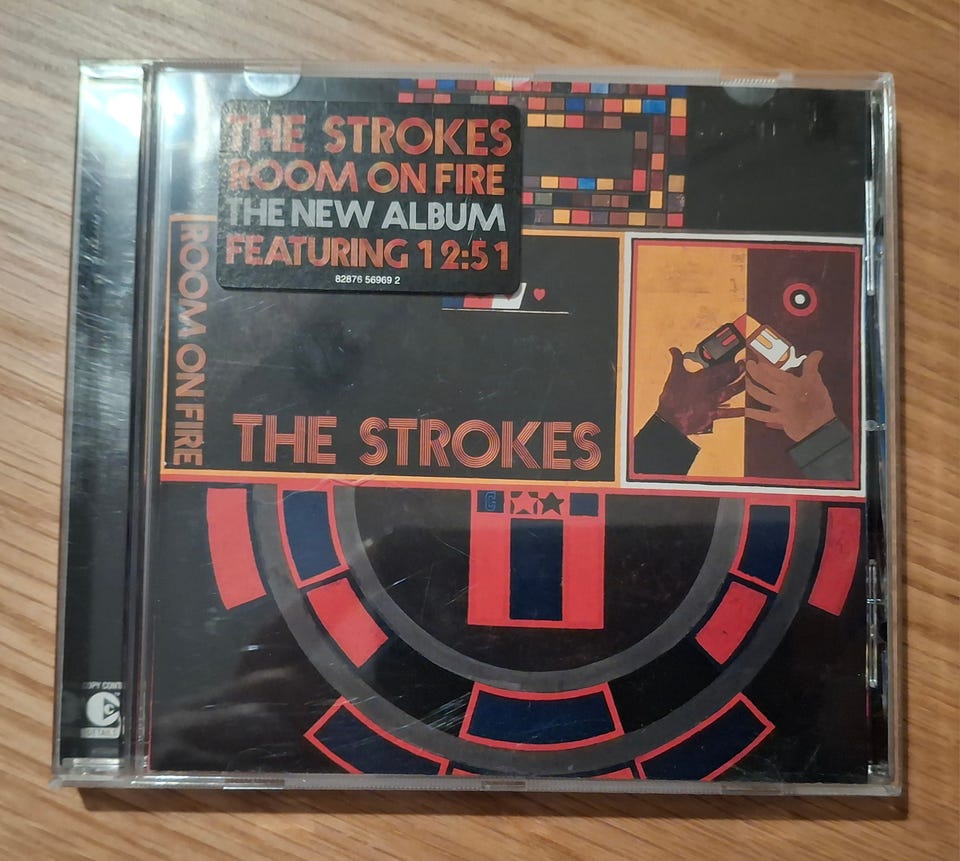 THE STROKES
ROOM ON FIRE
THE NEW ALBUM
FEATURING 12:51
82876 56969 2
ROOM ON FIRE
THE STROKES
C